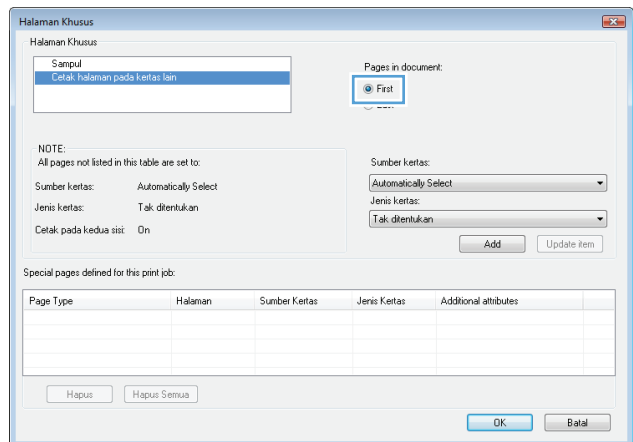 Halaman Khusus
Halaman Khusus
Sampul
Cetak halaman pada kertas lain
Pages in document:
First
NOTE:
All pages not listed in this table are set to:
Sumber kertas: Automatically Select
Jenis kertas: Tak ditentukan
Cetak pada kedua sisi: On
Sumber kertas:
Automatically Select
Jenis kertas:
Tak ditentukan
Add Update item
Special pages defined for this print job:
Page Type Halaman Sumber Kertas Jenis Kertas Additional attributes
Hapus Hapus Semua
OK Batal